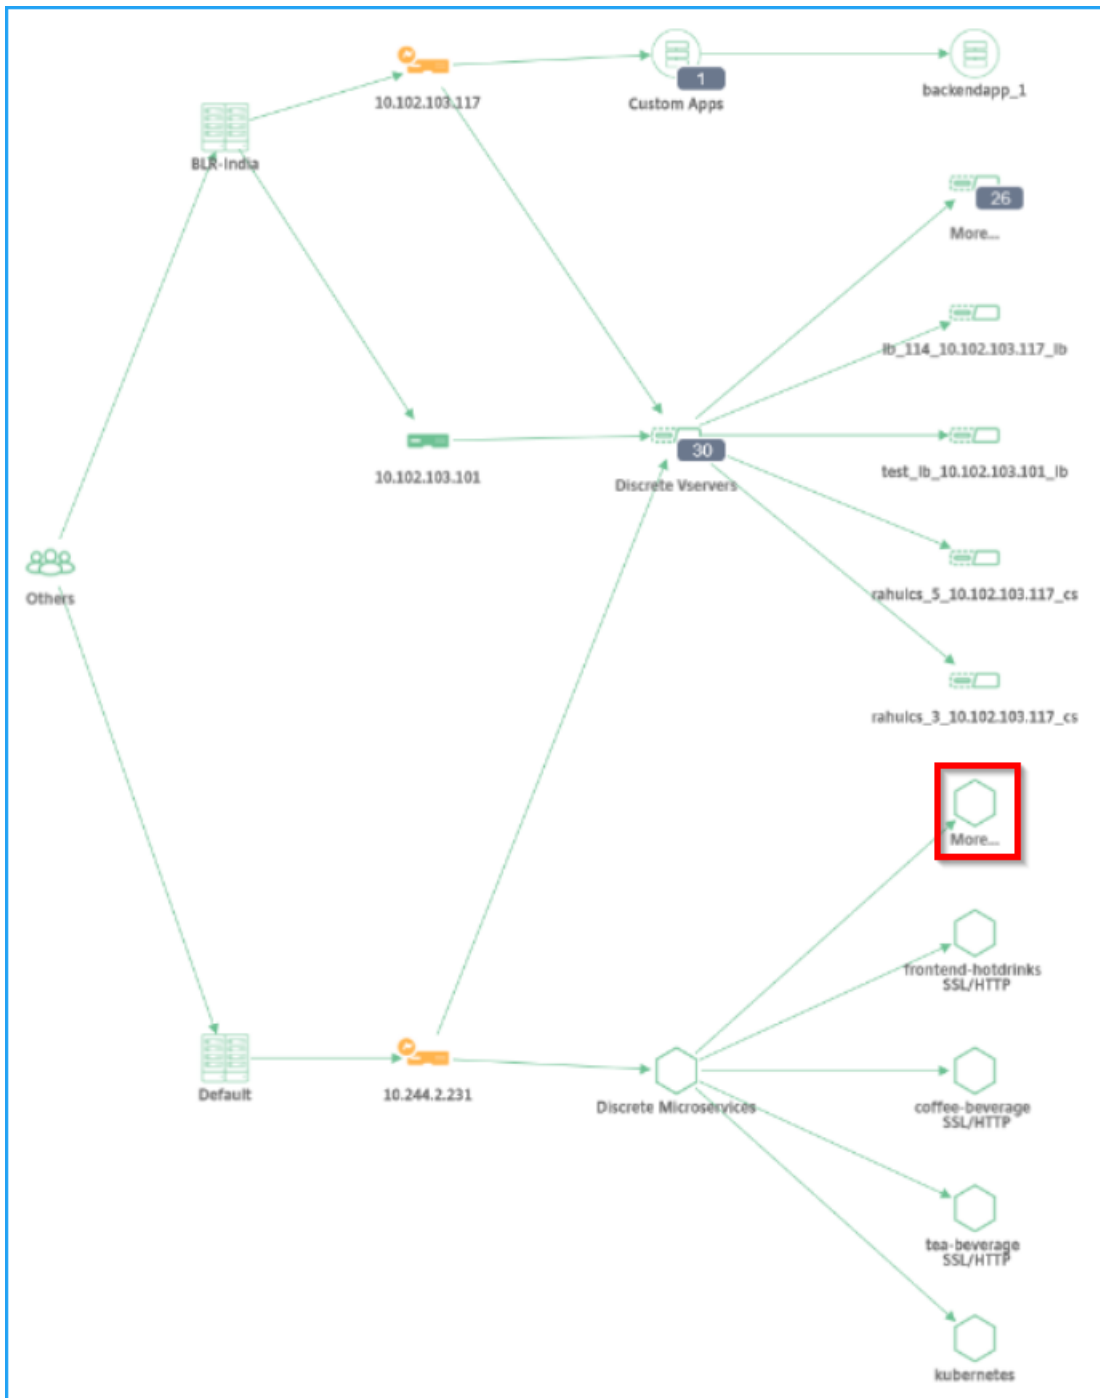 10.102.103.117
1
Custom Apps
backendapp_1
BLR-India
26
More...
lb_114_10.102.103.117_lb
10.102.103.101
30
Discrete Vservers
test_lb_10.102.103.101_lb
Others
rahulcs_5_10.102.103.117_cs
rahulcs_3_10.102.103.117_cs
More...
frontend-hotdrinks
SSL/HTTP
Default
10.244.2.231
Discrete Microservices
coffee-beverage
SSL/HTTP
tea-beverage
SSL/HTTP
kubernetes